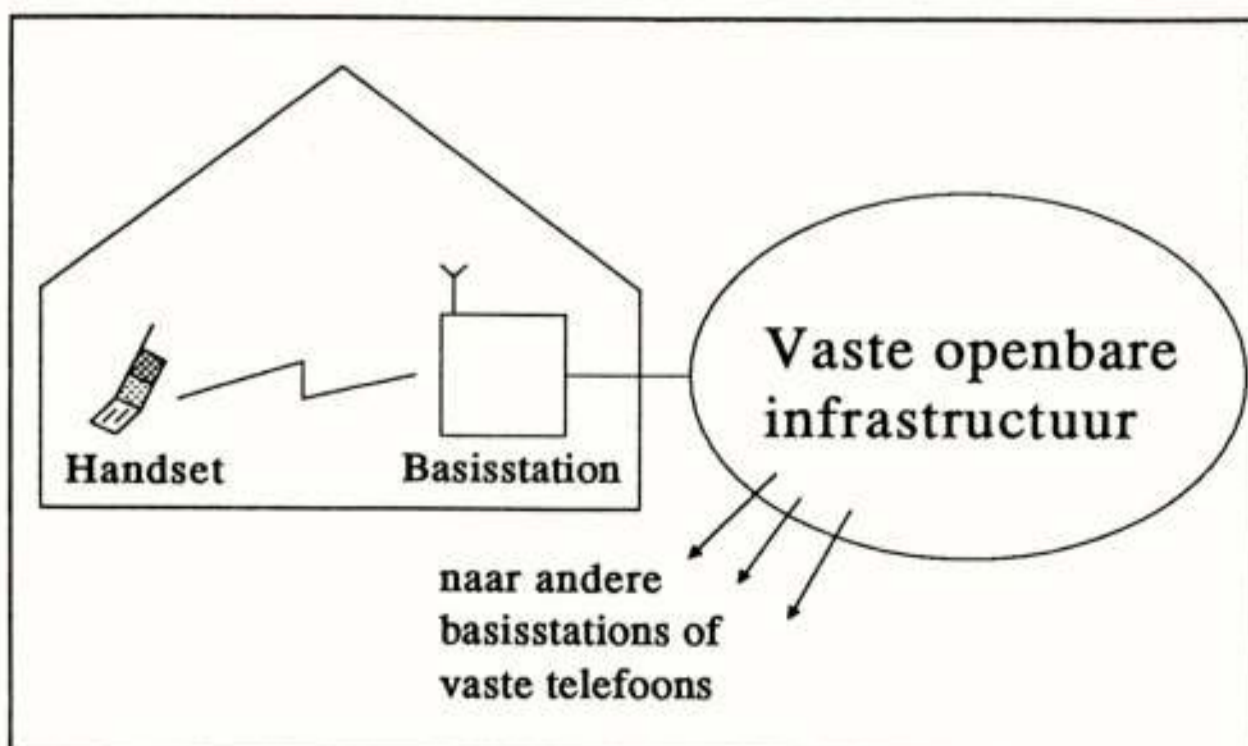 Handset
Basisstation
Vaste openbare
infrastructuur
naar andere
basisstations of
vaste telefoons